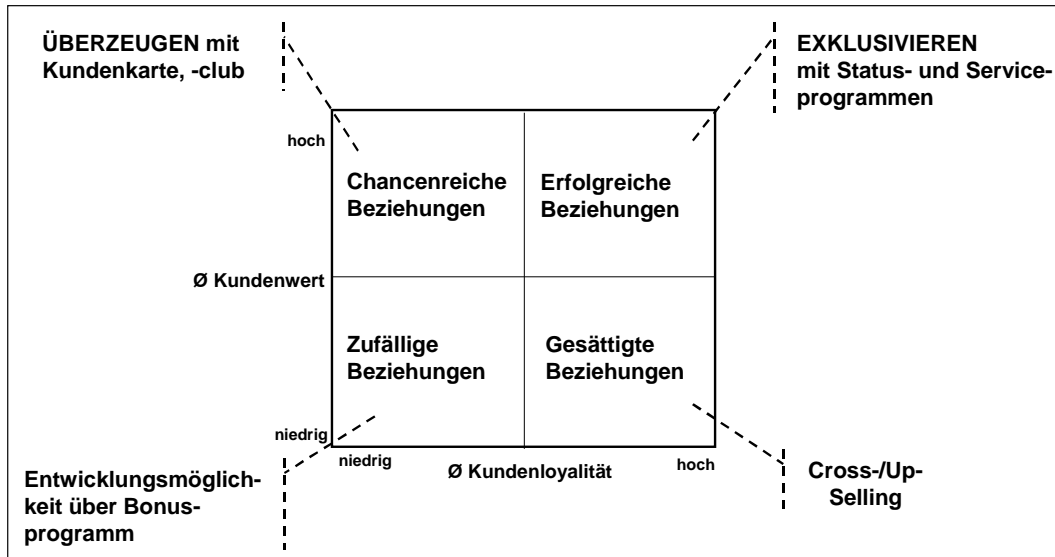 ÜBERZEUGEN mit
Kundenkarte, -club
EXKLUSIVIEREN
mit Status- und Service-
programmen
hoch
Chancenreiche
Beziehungen
Erfolgreiche
Beziehungen
Ø Kundenwert
Zufällige
Beziehungen
Gesättigte
Beziehungen
niedrig
niedrig
Ø Kundenloyalität
hoch
Entwicklungsmöglich-
keit über Bonus-
programm
Cross-/Up-
Selling